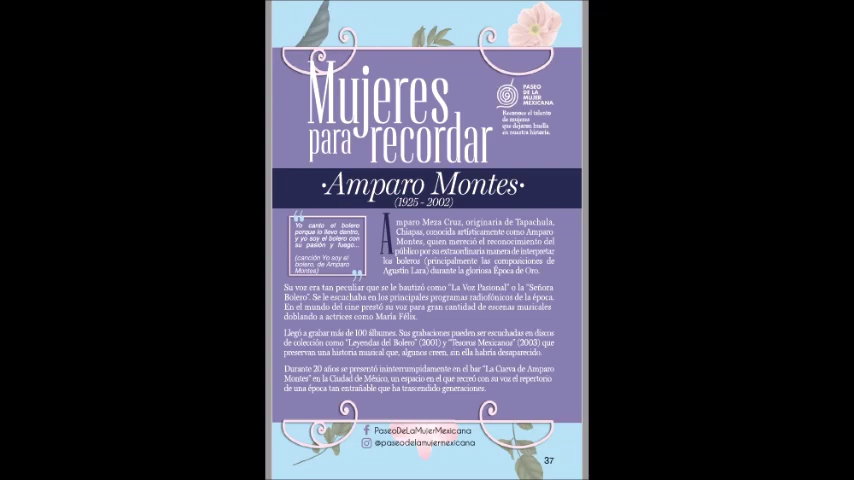 Mujeres
para recordar
PASEO
DE LA
MUJER
MEXICANA
Reconoce el talento
de mujeres
que dejaron huella
en nuestra historia.
·Amparo Montes·
(1925 - 2002)
“
Yo canto el bolero
porque lo llevo dentro,
y yo soy el bolero con
su pasión y fuego...
(canción Yo soy el
bolero, de Amparo
Montes)
”
Amparo Meza Cruz, originaria de Tapachula,
Chiapas, conocida artísticamente como Amparo
Montes, quien mereció el reconocimiento del
público por su extraordinaria manera de interpretar
los boleros (principalmente las composiciones de
Agustín Lara) durante la gloriosa Época de Oro.
Su voz era tan peculiar que se le bautizó como "La Voz Pasional" o la "Señora
Bolero". Se le escuchaba en los principales programas radiofónicos de la época.
En el mundo del cine prestó su voz para gran cantidad de escenas musicales
doblando a actrices como María Félix.
Llegó a grabar más de 100 álbumes. Sus grabaciones pueden ser escuchadas en discos
de colección como "Leyendas del Bolero" (2001) y "Tesoros Mexicanos" (2003) que
preservan una historia musical que, algunos creen, sin ella habría desaparecido.
Durante 20 años se presentó ininterrumpidamente en el bar "La Cueva de Amparo
Montes" en la Ciudad de México, un espacio en el que recreó con su voz el repertorio
de una época tan entrañable que ha trascendido generaciones.
PaseoDeLaMujerMexicana
@paseodelamujermexicana
37